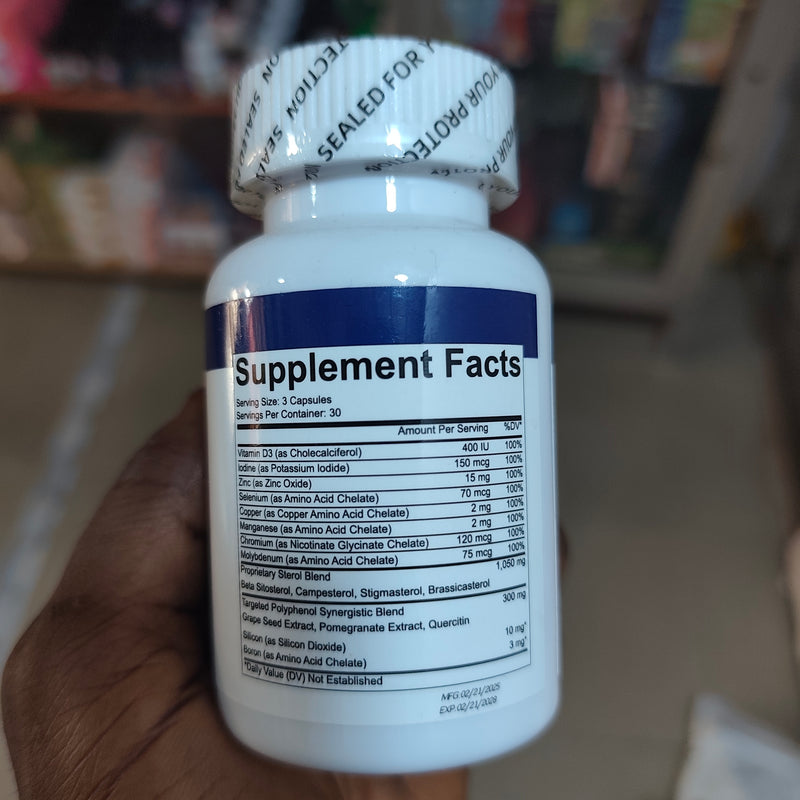 SEALED FOR YOUR PROTECTION
Supplement Facts
Serving Size: 3 Capsules
Servings Per Container: 30
Amount Per Serving %DV*
Vitamin D3 (as Cholecalciferol) 400 IU 100%
Iodine (as Potassium Iodide) 150 mcg 100%
Zinc (as Zinc Oxide) 15 mg 100%
Selenium (as Amino Acid Chelate) 70 mcg 100%
Copper (as Copper Amino Acid Chelate) 2 mg 100%
Manganese (as Amino Acid Chelate) 2 mg 100%
Chromium (as Nicotinate Glycinate Chelate) 120 mcg 100%
Molybdenum (as Amino Acid Chelate) 75 mcg 100%
Proprietary Sterol Blend 1,050 mg
Beta Sitosterol, Campesterol, Stigmasterol, Brassicasterol
Targeted Polyphenol Synergistic Blend 300 mg
Grape Seed Extract, Pomegranate Extract, Quercitin
Silicon (as Silicon Dioxide) 10 mg*
Boron (as Amino Acid Chelate) 3 mg*
*Daily Value (DV) Not Established
MFG.02/21/2025
EXP.02/21/2028